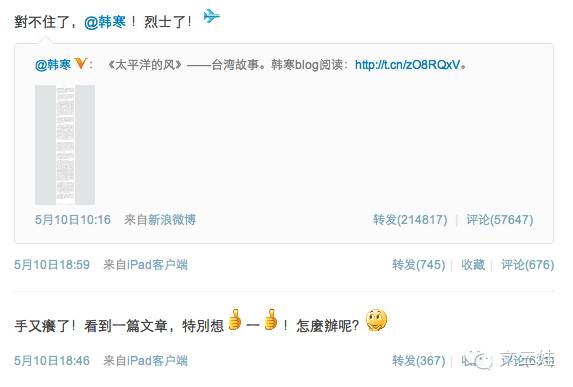 對不住了，@韩寒！烈士了！
@韩寒：《太平洋的风》——台湾故事。韩寒blog阅读：http://t.cn/zO8RQxV。
5月10日10:16 来自新浪微博 转发(214817) | 评论(57647)
5月10日18:59 来自iPad客户端 转发(745) | 收藏 | 评论(676)
手又癢了！看到一篇文章，特別想一！怎麼辦呢？
5月10日18:46 来自iPad客户端 转发(367) |